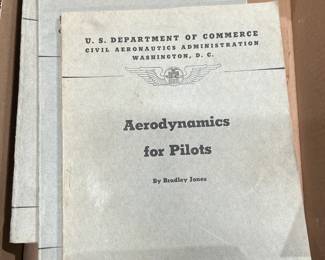 U. S. DEPARTMENT OF COMMERCE
CIVIL AERONAUTICS ADMINISTRATION
WASHINGTON, D. C.
Aerodynamics
for Pilots
By Bradley Jones